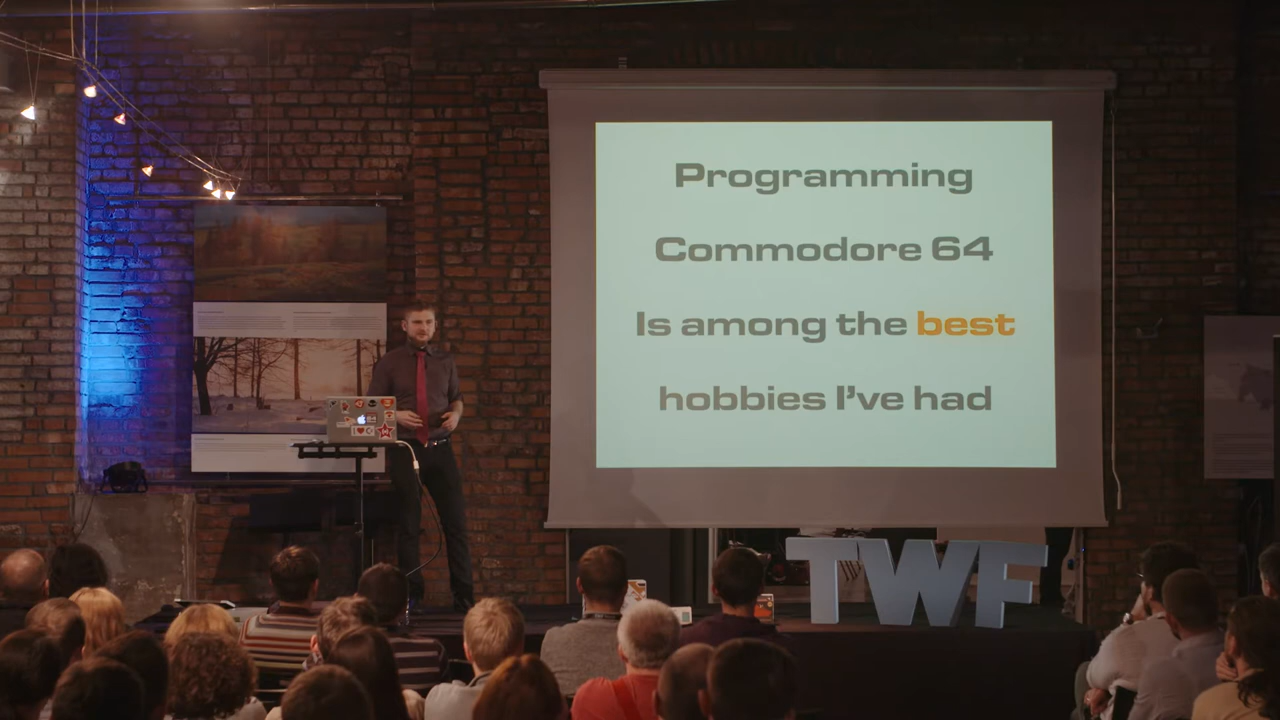 Programming
Commodore 64
Is among the best
hobbies I've had
TWF